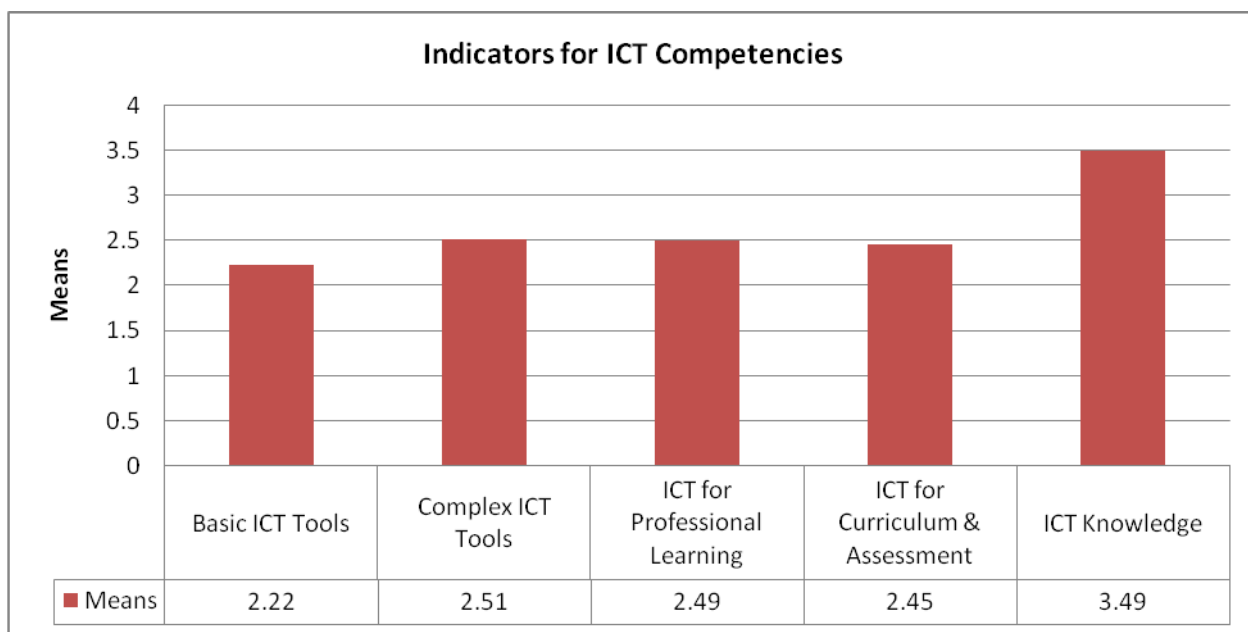 Indicators for ICT Competencies
4
3.5
3
2.5
2
1.5
1
0.5
0
Means
Basic ICT Tools
Complex ICT
Tools
ICT for
Professional
Learning
ICT for
Curriculum &
Assessment
ICT Knowledge
Means 2.22 2.51 2.49 2.45 3.49